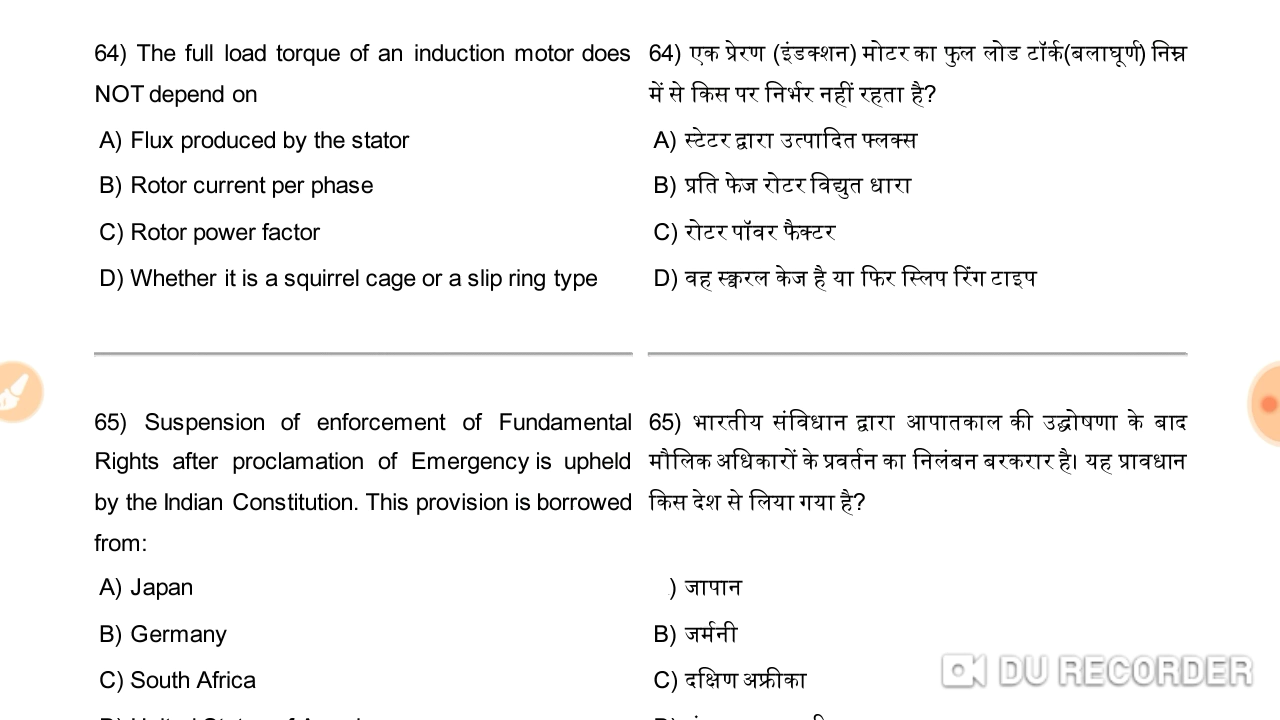 64) The full load torque of an induction motor does
NOT depend on
A) Flux produced by the stator
B) Rotor current per phase
C) Rotor power factor
D) Whether it is a squirrel cage or a slip ring type
64) एक प्रेरण (इंडक्शन) मोटर का फुल लोड टॉर्क(बलाघूर्ण) निम्न
में से किस पर निर्भर नहीं रहता है?
A) स्टेटर द्वारा उत्पादित फ्लक्स
B) प्रति फेज रोटर विद्युत धारा
C) रोटर पॉवर फैक्टर
D) वह स्क्वरल केज है या फिर स्लिप रिंग टाइप
65) Suspension of enforcement of Fundamental
Rights after proclamation of Emergency is upheld
by the Indian Constitution. This provision is borrowed
from:
A) Japan
B) Germany
C) South Africa
65) भारतीय संविधान द्वारा आपातकाल की उद्घोषणा के बाद
मौलिक अधिकारों के प्रवर्तन का निलंबन बरकरार है। यह प्रावधान
किस देश से लिया गया है?
) जापान
B) जर्मनी
C) दक्षिण अफ्रीका
DU RECORDER